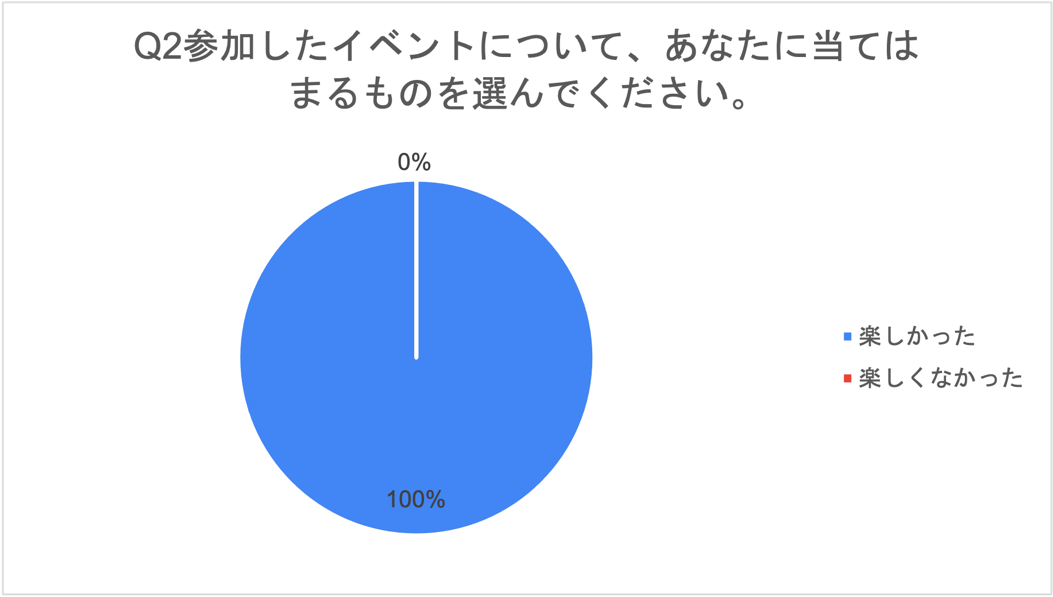 Q2参加したイベントについて、あなたに当ては
まるものを選んでください。
0%
100%
楽しかった
楽しくなかった